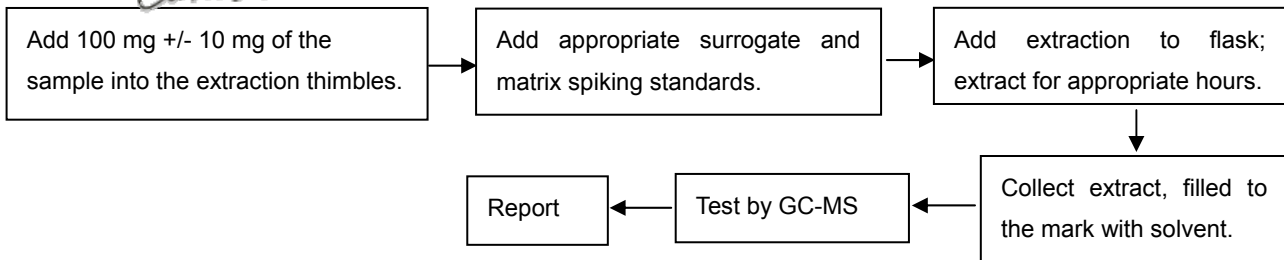 Add 100 mg +/- 10 mg of the
sample into the extraction thimbles.
Add appropriate surrogate and
matrix spiking standards.
Add extraction to flask;
extract for appropriate hours.
Collect extract, filled to
the mark with solvent.
Test by GC-MS
Report